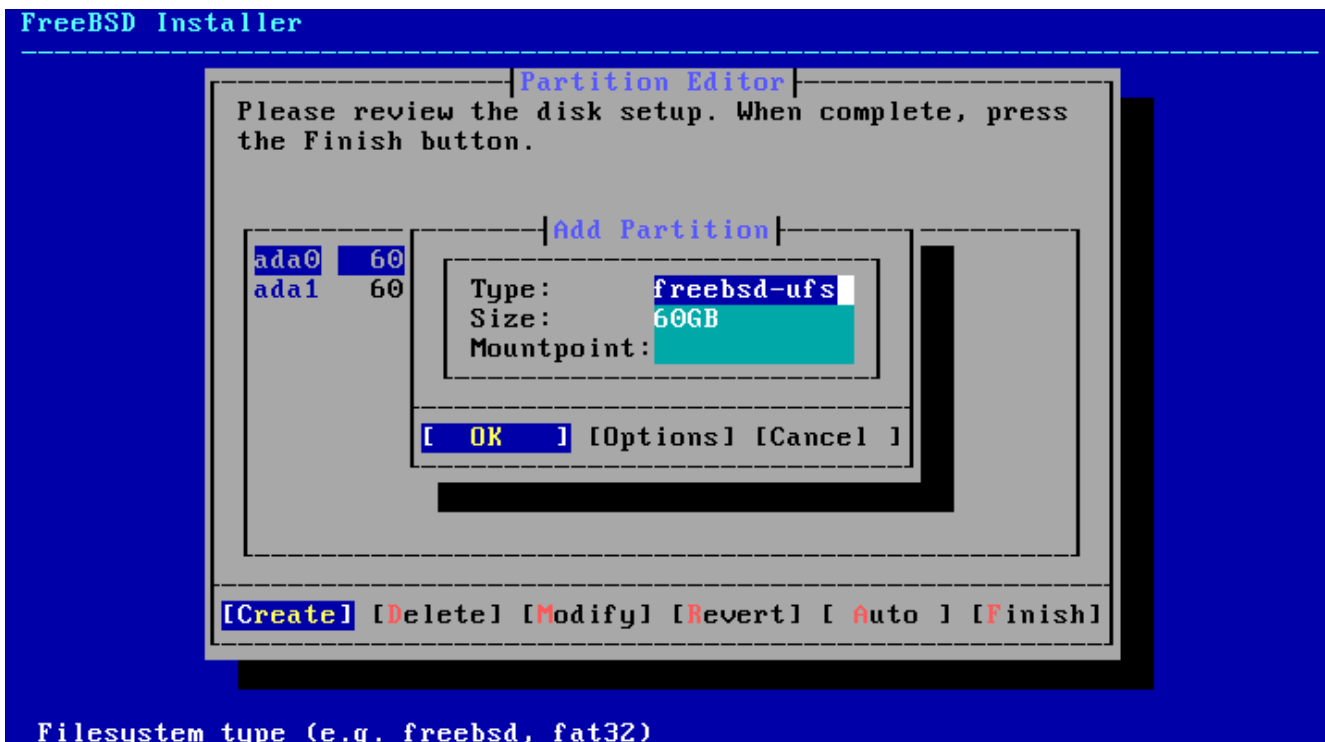 FreeBSD Installer
Partition Editor
Please review the disk setup. When complete, press
the Finish button.
Add Partition
ada0 60
ada1 60
Type: freebsd-ufs
Size: 60GB
Mountpoint:
[ OK ] [Options] [Cancel ]
[Create] [Delete] [Modify] [Revert] [ Auto ] [Finish]
Filesystem type (e.g. freebsd, fat32)